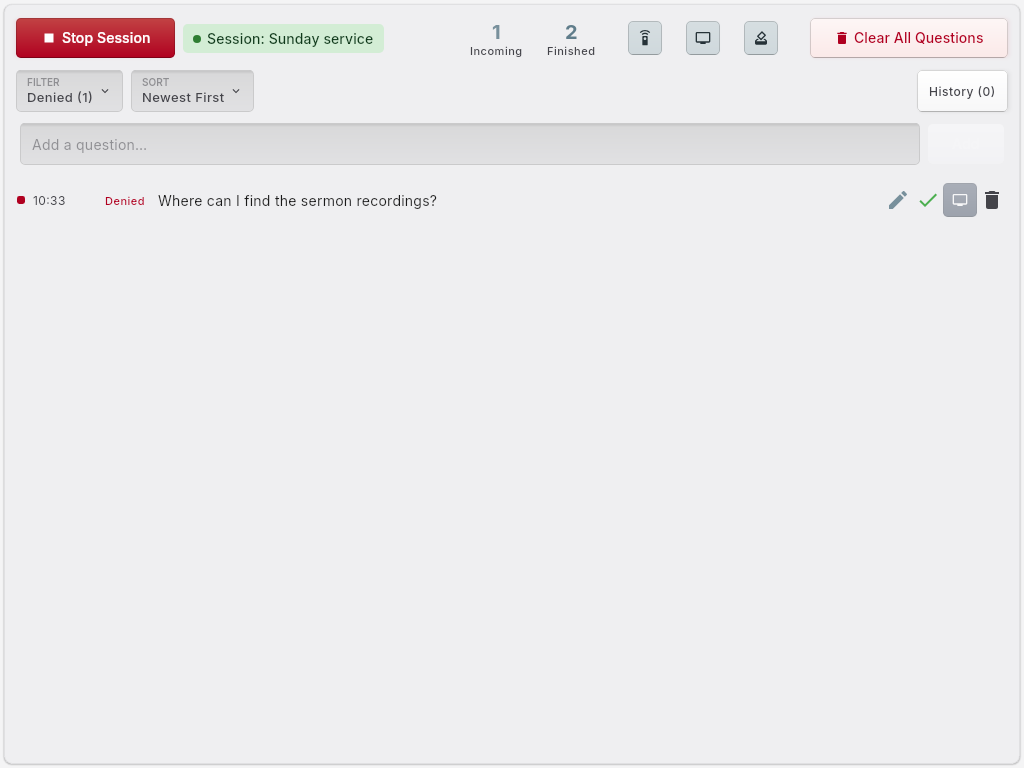 Stop Session
Session: Sunday service
1
Incoming
2
Finished
Clear All Questions
FILTER
Denied (1)
SORT
Newest First
History (0)
Add a question...
10:33 Denied Where can I find the sermon recordings?